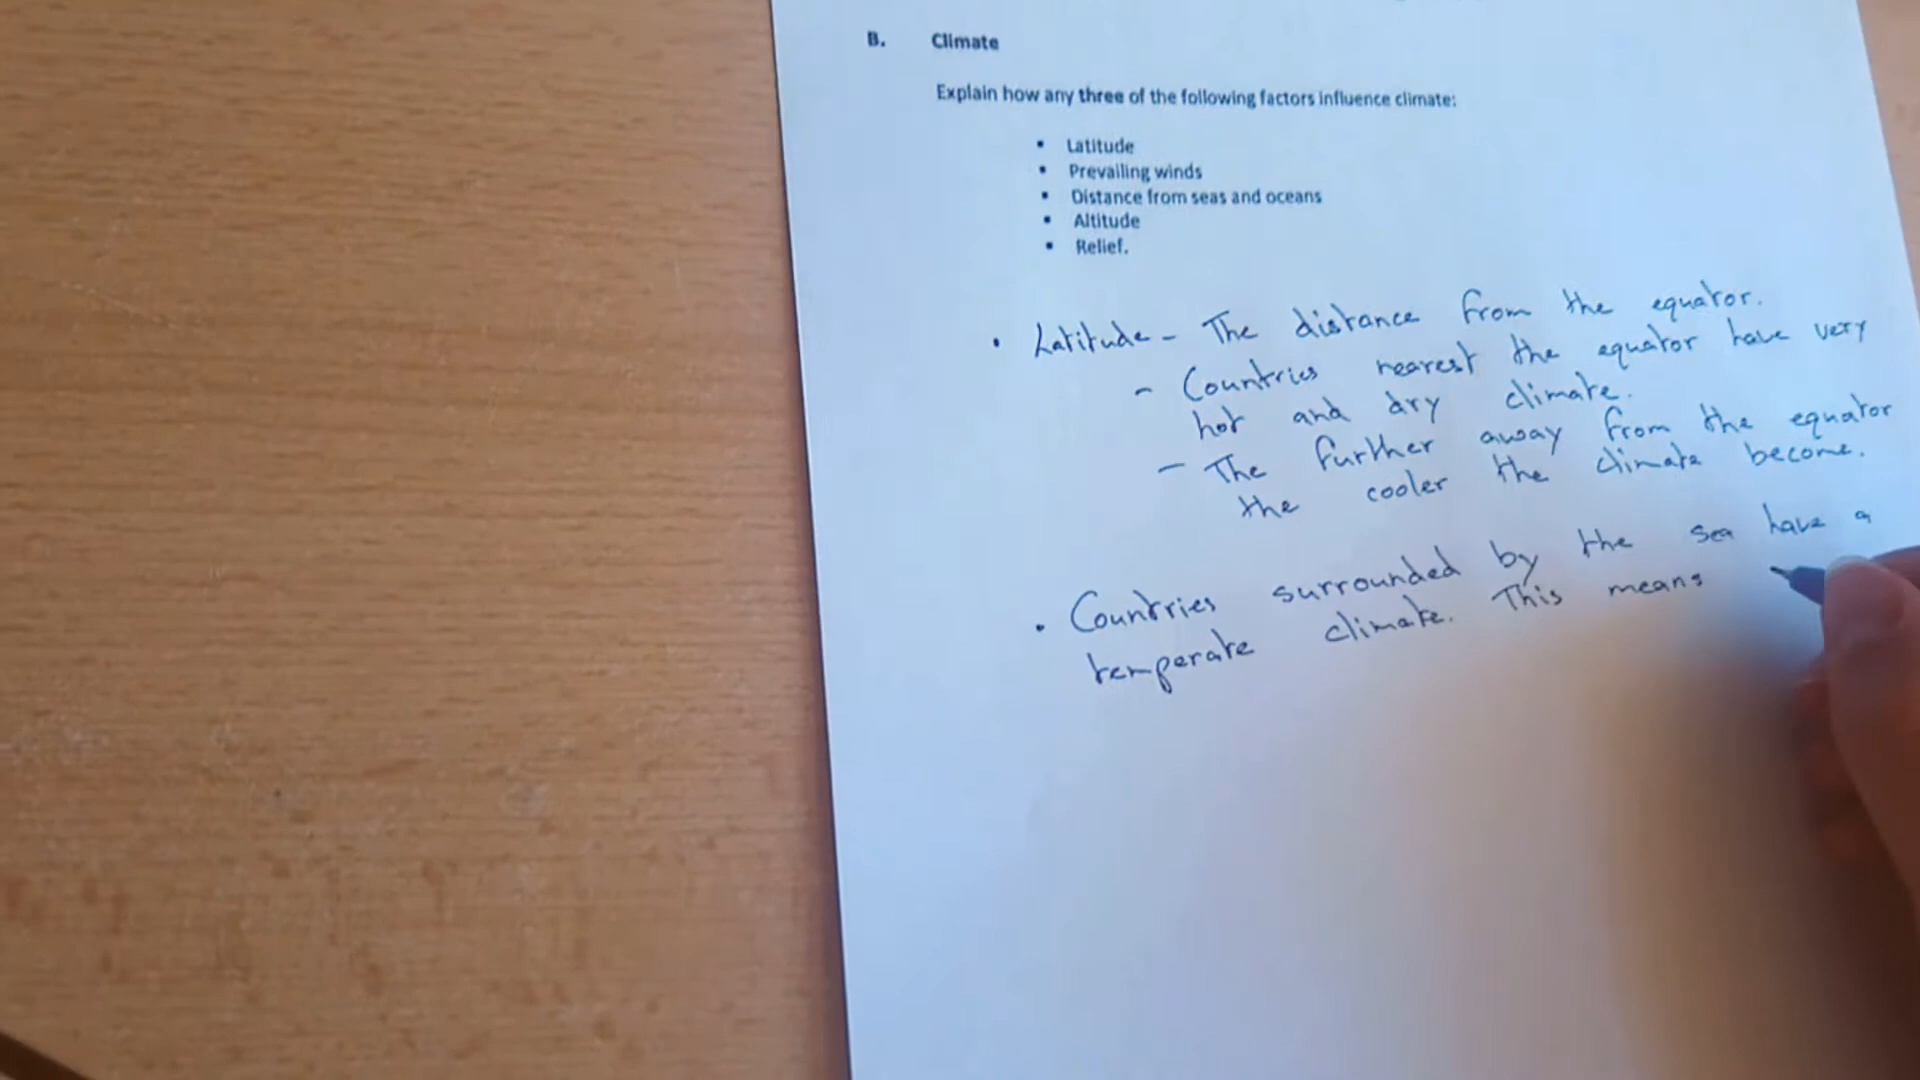 B. Climate
Explain how any three of the following factors influence climate:
▪ Latitude
▪ Prevailing winds
▪ Distance from seas and oceans
▪ Altitude
▪ Relief.
• Latitude - The distance from the equator.
- Countries nearest the equator have very
hot and dry climate.
- The further away from the equator
the cooler the climate become.
• Countries surrounded by the sea have a
temperate climate. This means